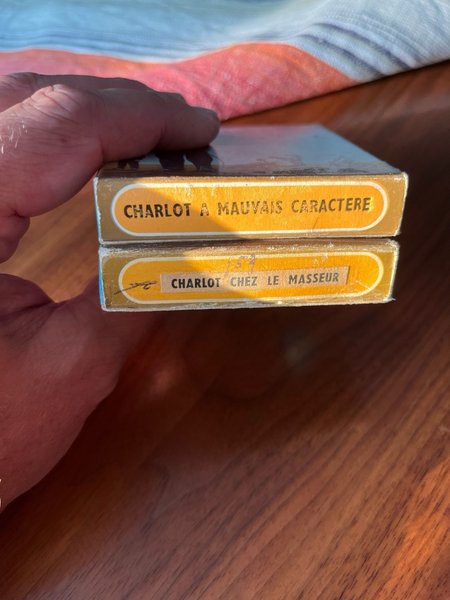 CHARLOT A MAUVAIS CARACTERE
CHARLOT CHEZ LE MASSEUR